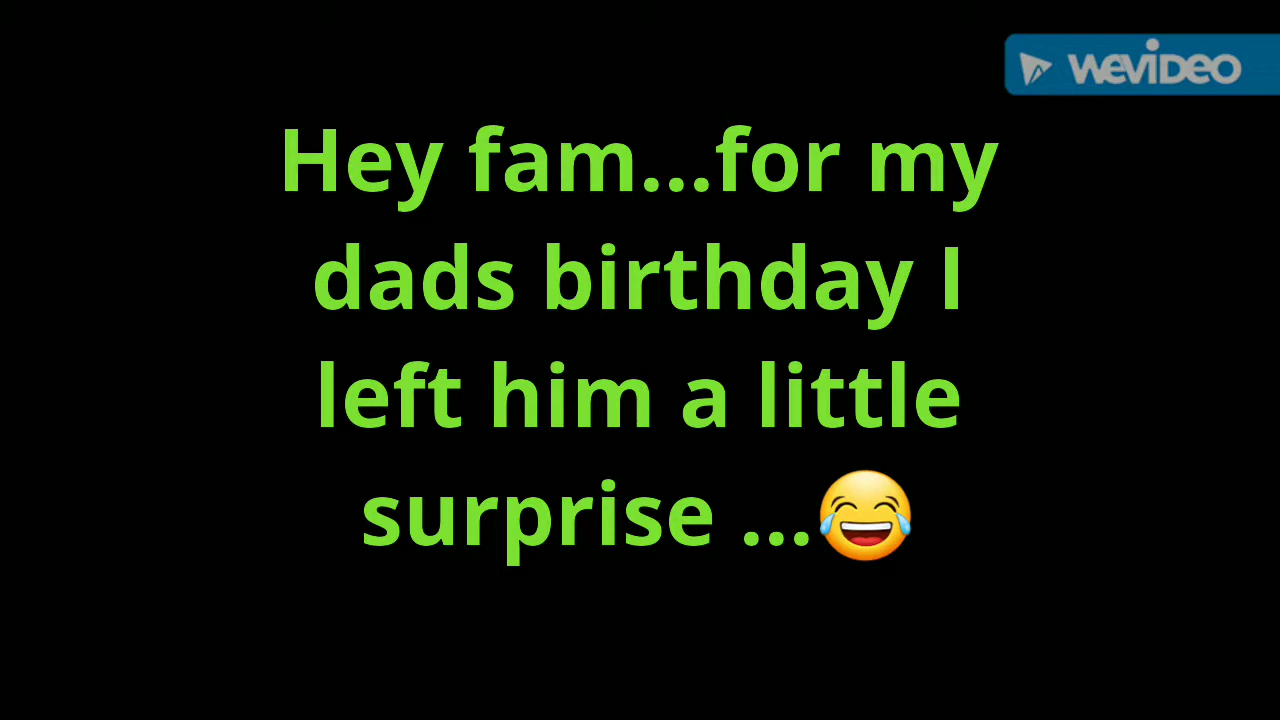 WEVIDEO
Hey fam...for my
dads birthday I
left him a little
surprise ...😂